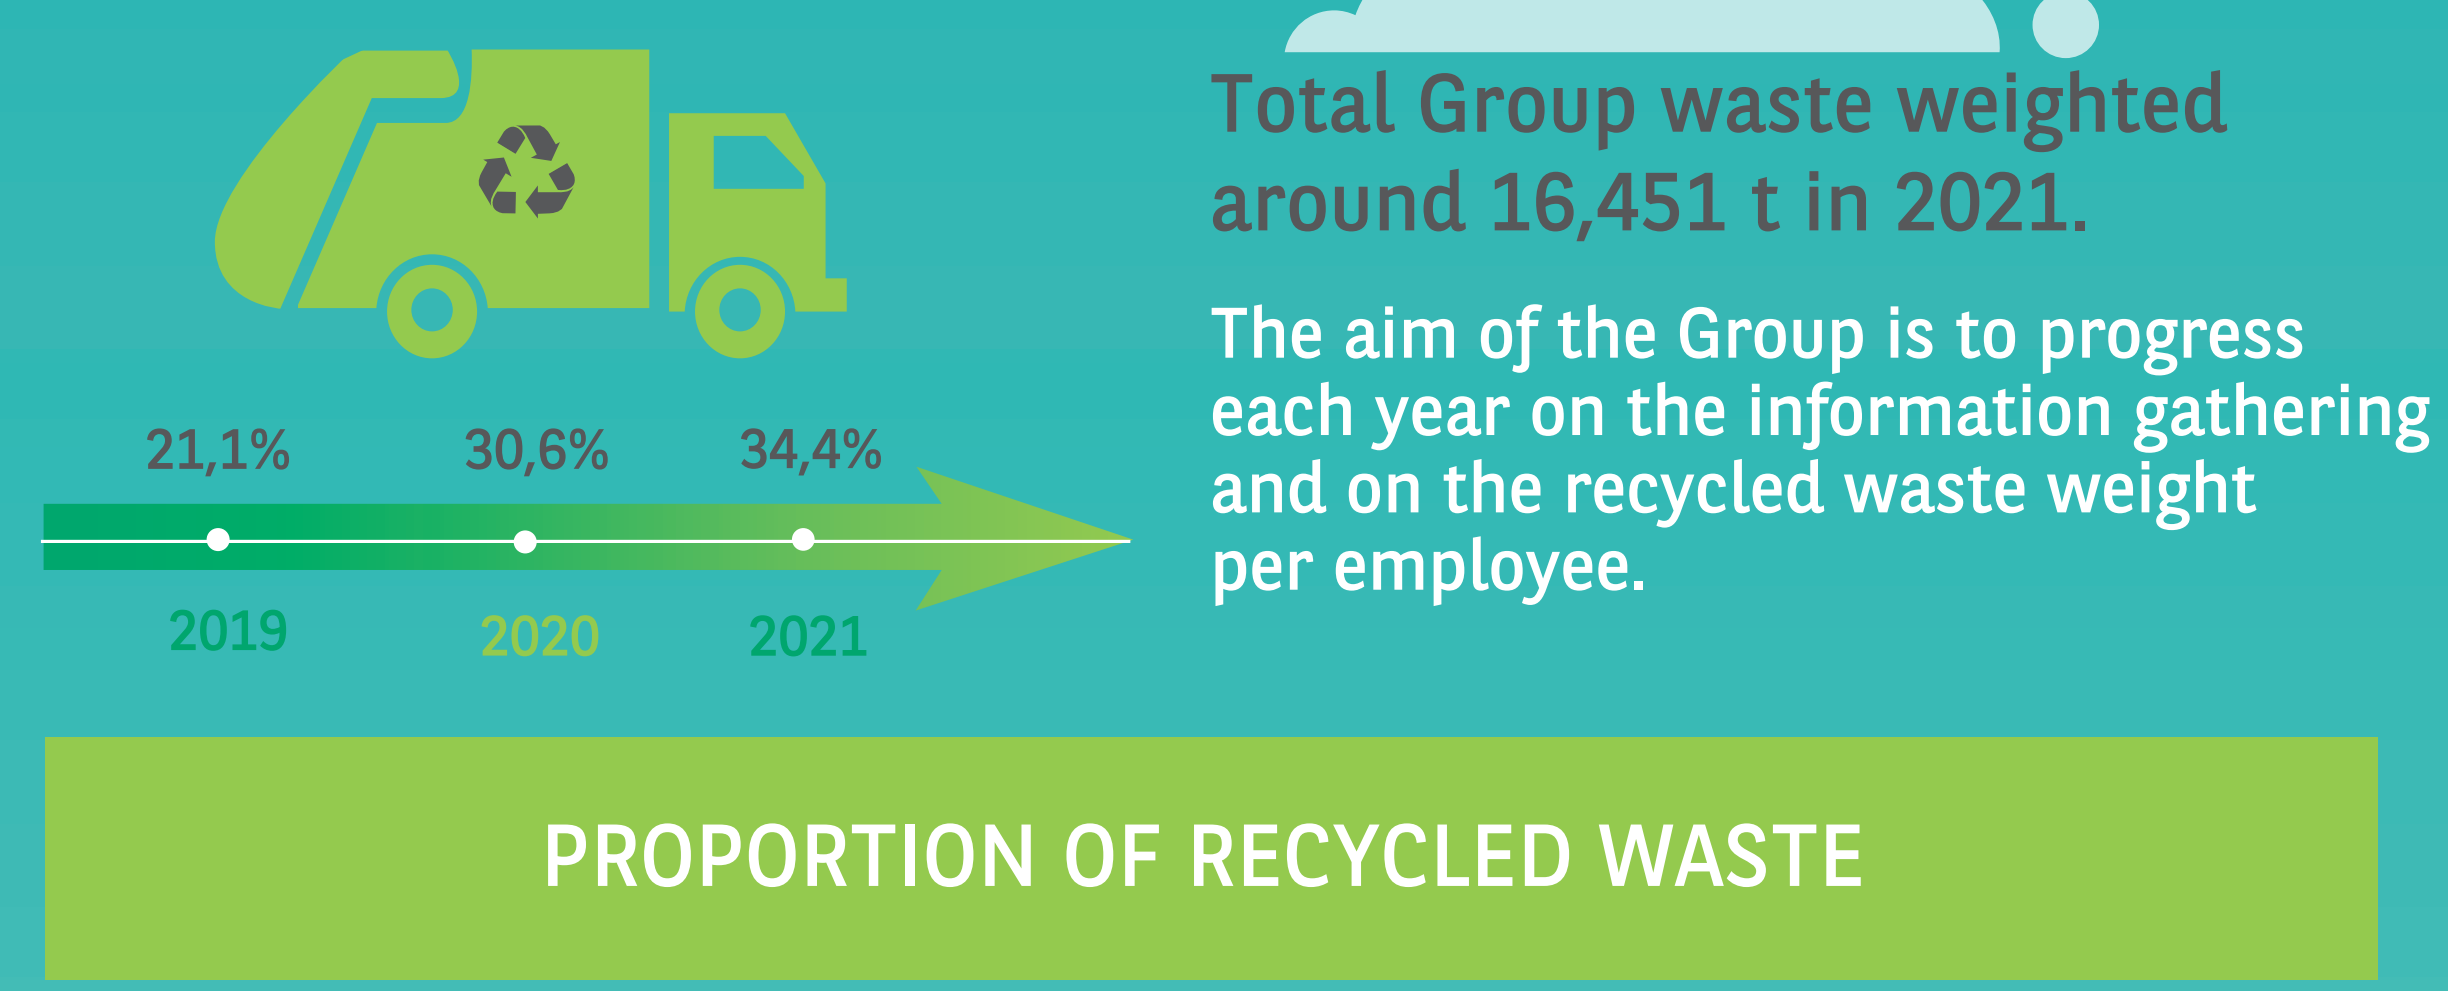 Total Group waste weighted
around 16,451 t in 2021.
The aim of the Group is to progress
each year on the information gathering
and on the recycled waste weight
per employee.
21,1% 30,6% 34,4%
2019 2020 2021
PROPORTION OF RECYCLED WASTE